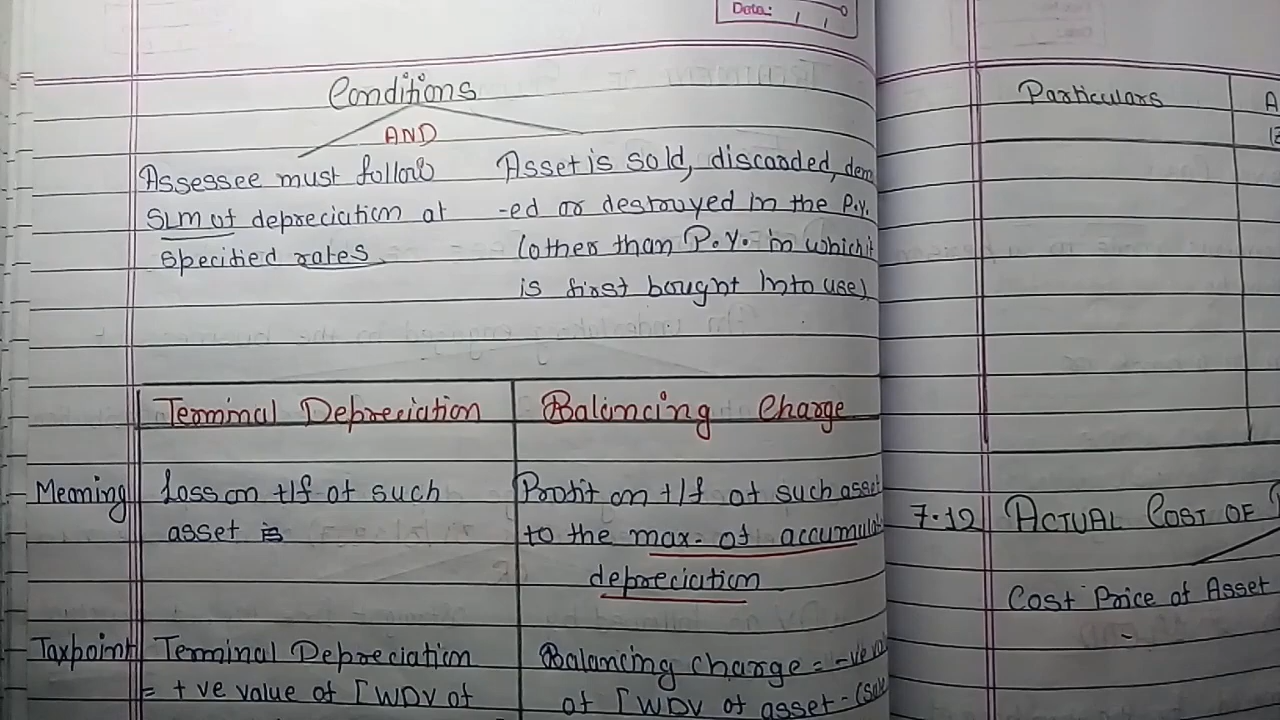 Date: / /
Conditions
AND
Assessee must follow
SLM of depreciation at
specified rates.
Asset is sold, discarded, dem
-ed or destroyed in the P.Y.
(other than P.Y. in which it
is first bought into use)
Terminal Depreciation
Balancing Charge
Meaning
Loss on t/f of such
asset
Profit on t/f of such asset
to the max. of accumula
depreciation
Taxpoint
Terminal Depreciation
= +ve value of [WDV of
Balancing charge = -ve va
of [WDV of asset - (Sale
Particulars
A
7.12 ACTUAL COST OF
Cost Price of Asset